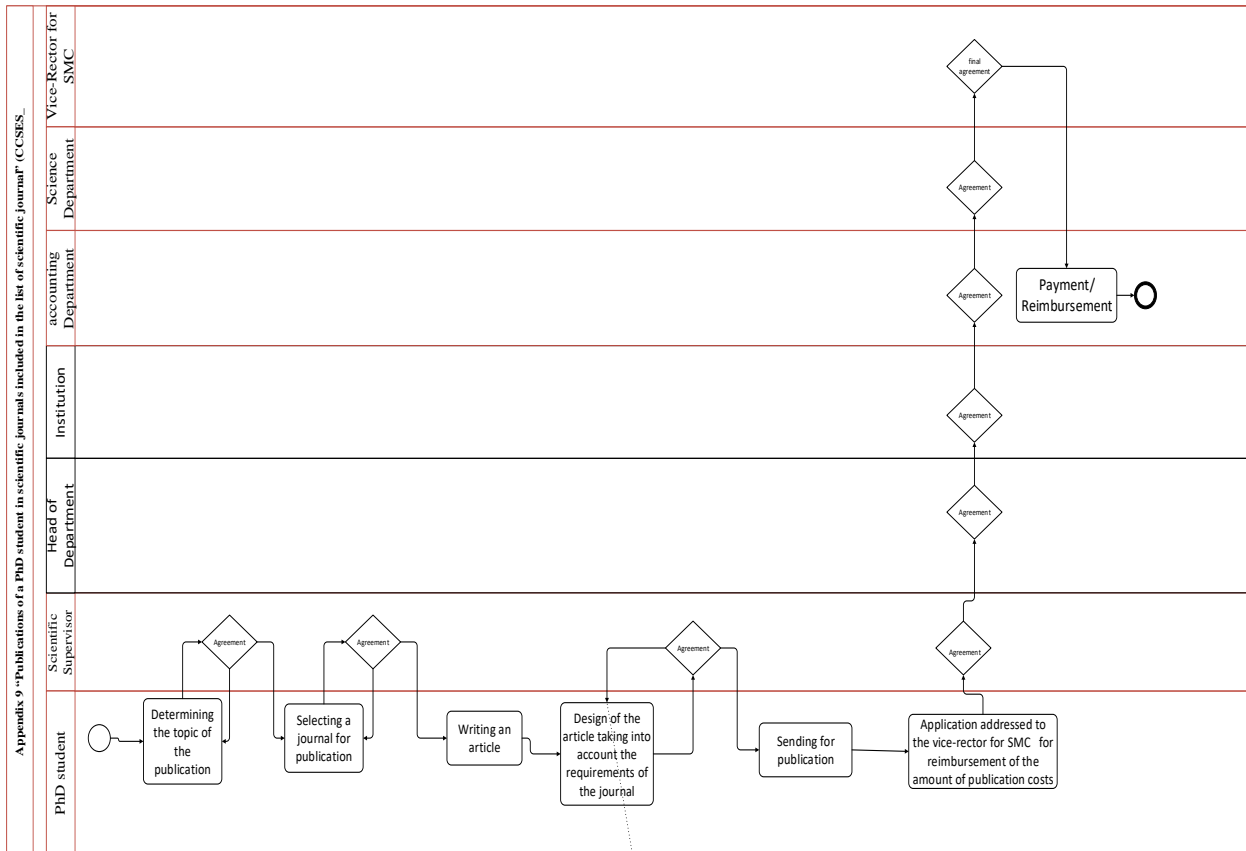 Appendix 9 "Publications of a PhD student in scientific journals included in the list of scientific journal" (CCSES_
Vice-Rector for
SMC
final
agreement
Science
Department
Agreement
accounting
Department
Agreement
Payment/
Reimbursement
Institution
Agreement
Head of
Department
Agreement
Scientific
Supervisor
Agreement
Agreement
Agreement
Agreement
PhD student
Determining
the topic of
the
publication
Selecting a
journal for
publication
Writing an
article
Design of the
article taking into
account the
requirements of
the journal
Sending for
publication
Application addressed to
the vice-rector for SMC for
reimbursement of the
amount of publication costs